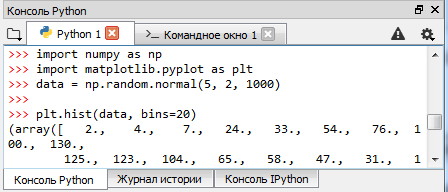 Консоль Python
Python 1
Командное окно 1
>>> import numpy as np
>>> import matplotlib.pyplot as plt
>>> data = np.random.normal(5, 2, 1000)
>>>
>>> plt.hist(data, bins=20)
(array([   2.,    4.,    7.,   24.,   33.,   54.,   76.,  1
00.,  130.,
        125.,  123.,  104.,   65.,   58.,   47.,   31.,   1
Консоль Python
Журнал истории
Консоль IPython